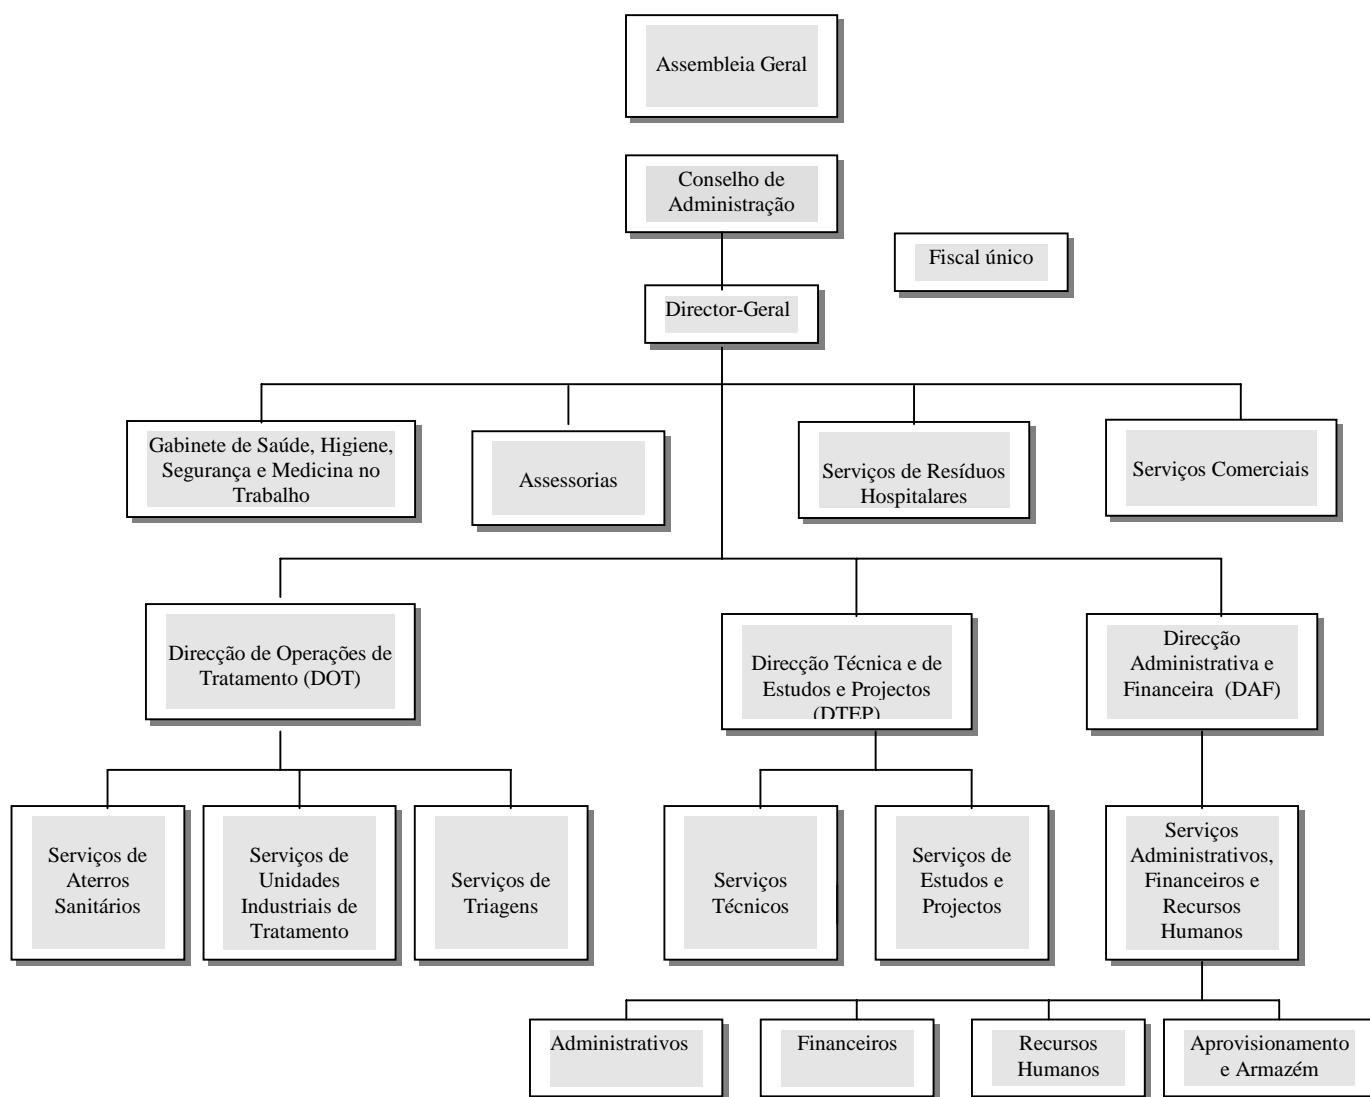 Assembleia Geral
Conselho de
Administração
Fiscal único
Director-Geral
Gabinete de Saúde, Higiene,
Segurança e Medicina no
Trabalho
Assessorias
Serviços de Resíduos
Hospitalares
Serviços Comerciais
Direcção de Operações de
Tratamento (DOT)
Direcção Técnica e de
Estudos e Projectos
(DTEP)
Direcção
Administrativa e
Financeira (DAF)
Serviços de
Aterros
Sanitários
Serviços de
Unidades
Industriais de
Tratamento
Serviços de
Triagens
Serviços
Técnicos
Serviços de
Estudos e
Projectos
Serviços
Administrativos,
Financeiros e
Recursos
Humanos
Administrativos
Financeiros
Recursos
Humanos
Aprovisionamento
e Armazém